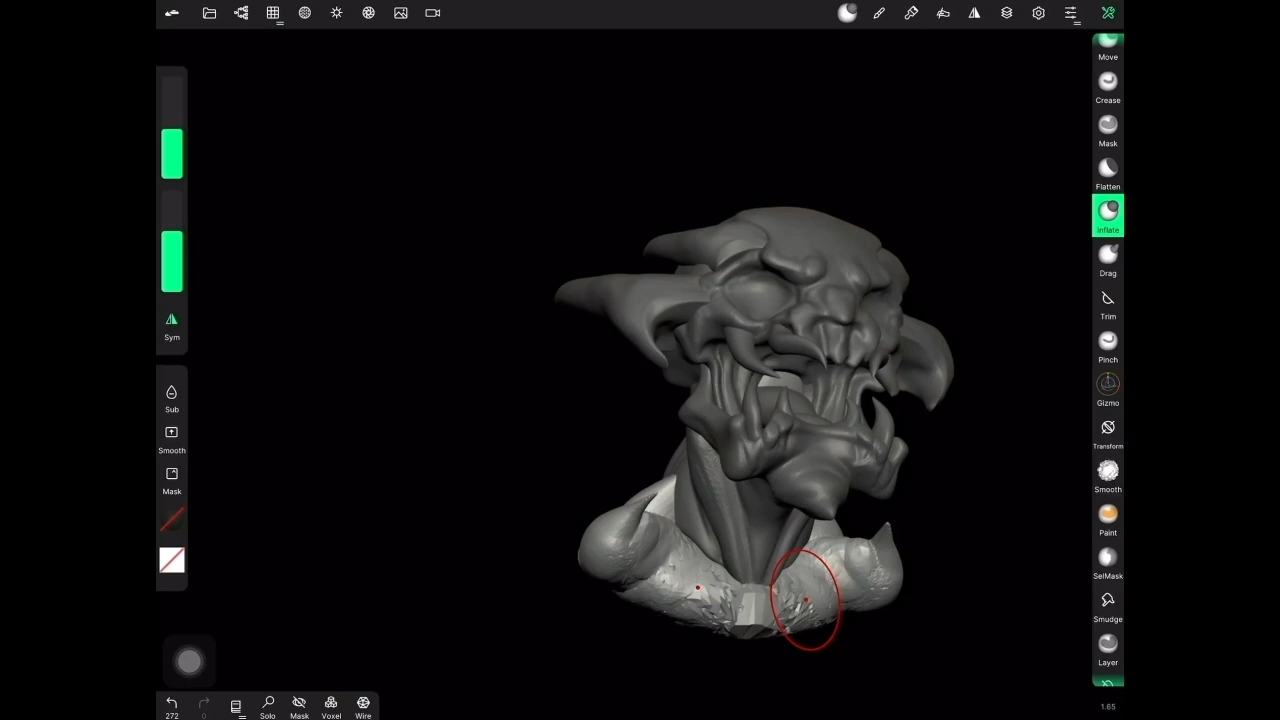 Move
Crease
Mask
Flatten
Inflate
Drag
Trim
Pinch
Gizmo
Transform
Smooth
Paint
SelMask
Smudge
Layer
1.65
Sym
Sub
Smooth
Mask
272
0
Solo
Mask
Voxel
Wire